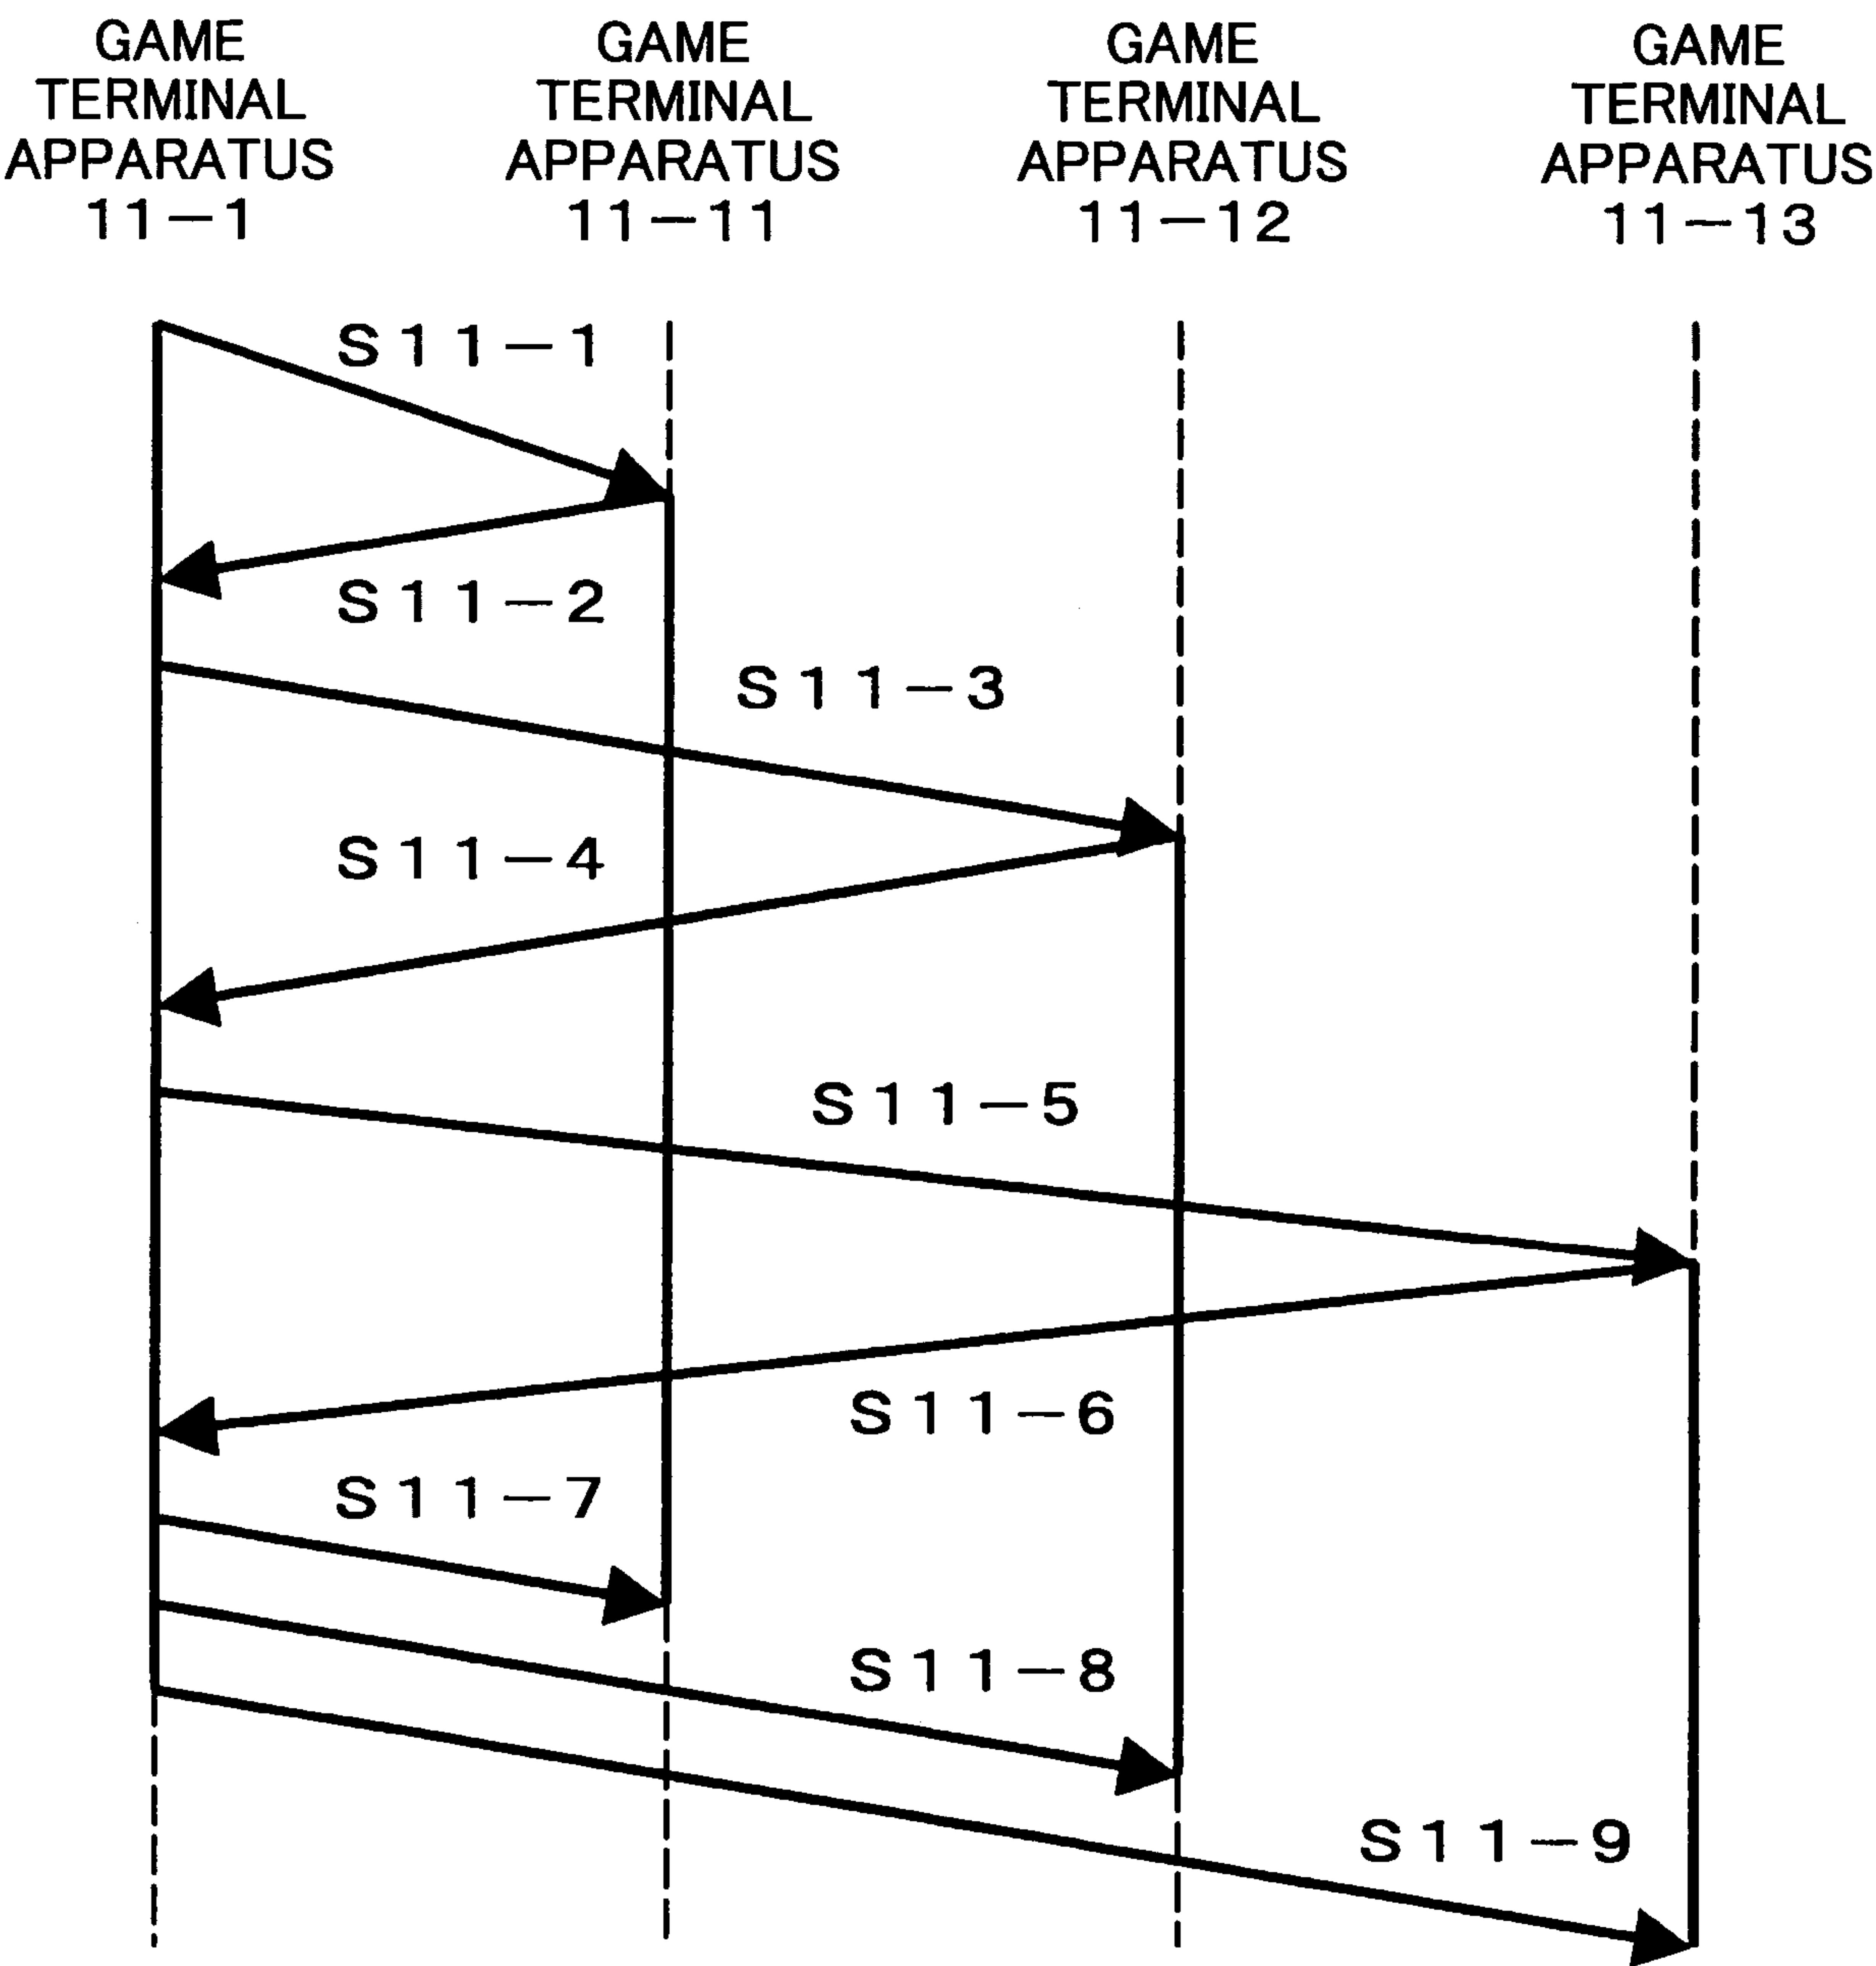 GAME
TERMINAL
APPARATUS
11-1
GAME
TERMINAL
APPARATUS
11-11
GAME
TERMINAL
APPARATUS
11-12
GAME
TERMINAL
APPARATUS
11-13
S11-1
S11-2
S11-3
S11-4
S11-5
S11-6
S11-7
S11-8
S11-9